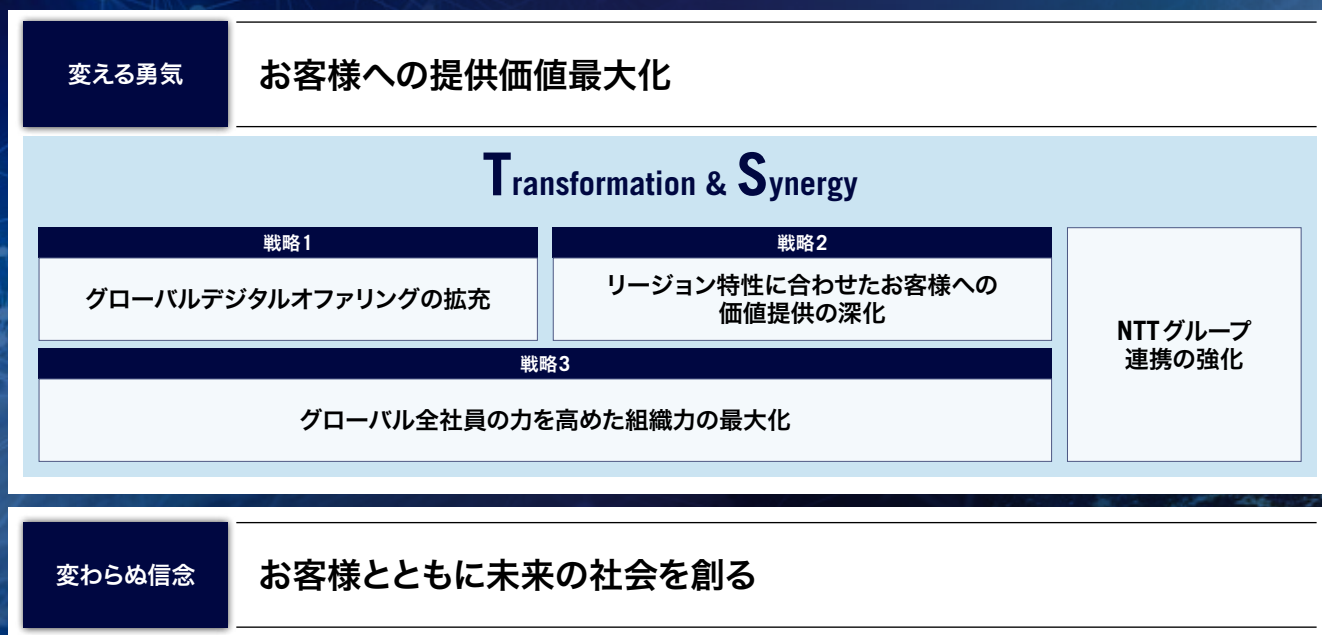 変える勇気
お客様への提供価値最大化
Transformation & Synergy
戦略1
グローバルデジタルオファリングの拡充
戦略2
リージョン特性に合わせたお客様への
価値提供の深化
戦略3
グローバル全社員の力を高めた組織力の最大化
NTTグループ
連携の強化
変わらぬ信念
お客様とともに未来の社会を創る